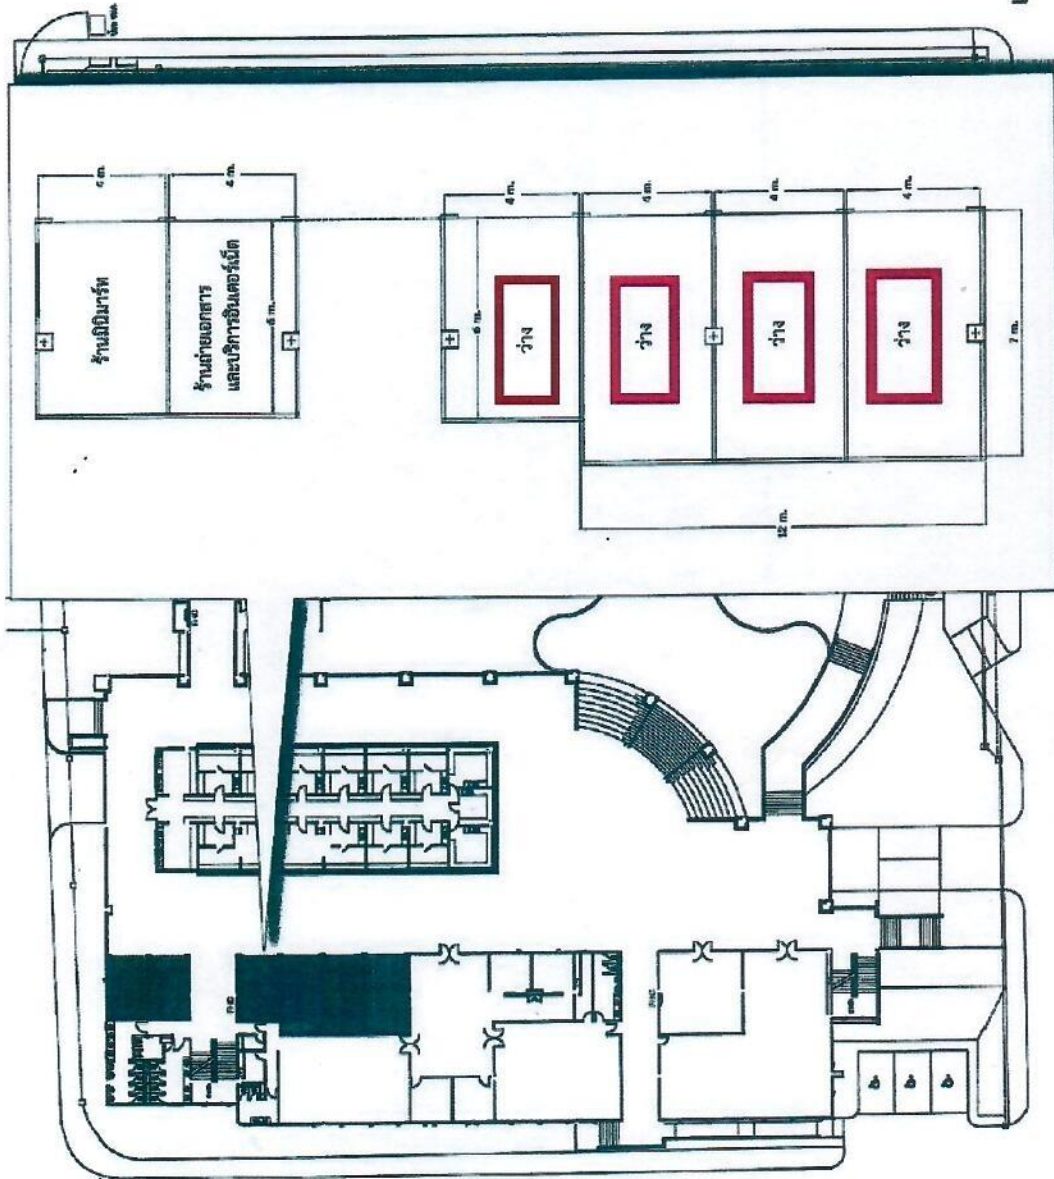 4 m.
4 m.
ร้านมินิมาร์ท
ร้านถ่ายเอกสาร
และบริการอินเตอร์เน็ต
6 m.
4 m.
4 m.
4 m.
4 m.
6 m.
ว่าง
ว่าง
ว่าง
ว่าง
7 m.
12 m.